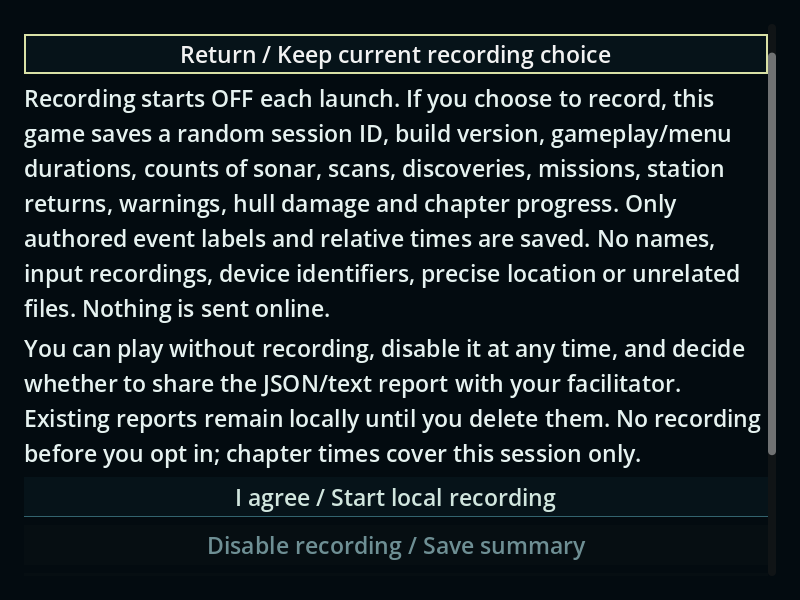 Return / Keep current recording choice
Recording starts OFF each launch. If you choose to record, this
game saves a random session ID, build version, gameplay/menu
durations, counts of sonar, scans, discoveries, missions, station
returns, warnings, hull damage and chapter progress. Only
authored event labels and relative times are saved. No names,
input recordings, device identifiers, precise location or unrelated
files. Nothing is sent online.
You can play without recording, disable it at any time, and decide
whether to share the JSON/text report with your facilitator.
Existing reports remain locally until you delete them. No recording
before you opt in; chapter times cover this session only.
I agree / Start local recording
Disable recording / Save summary